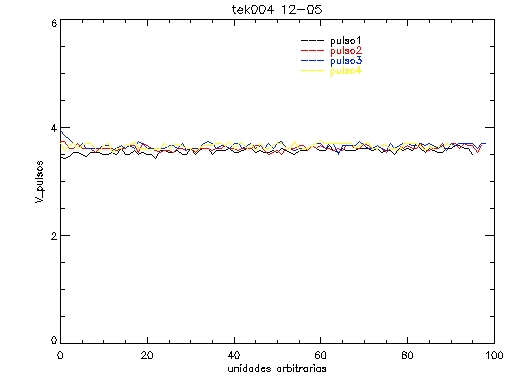 tek004 12-05
pulso1
pulso2
pulso3
pulso4
6
4
2
0
V_pulsos
0 20 40 60 80 100
unidades arbitrarias